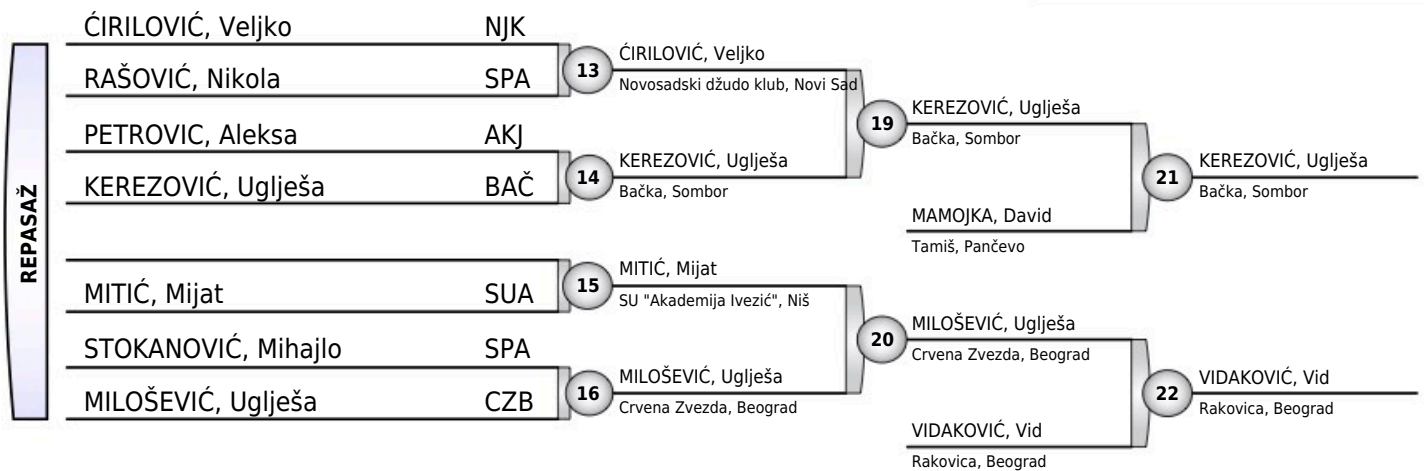 REPASAŽ
ĆIRILOVIĆ, Veljko NJK
RAŠOVIĆ, Nikola SPA
PETROVIC, Aleksa AKJ
KEREZOVIĆ, Uglješa BAČ
MITIĆ, Mijat SUA
STOKANOVIĆ, Mihajlo SPA
MILOŠEVIĆ, Uglješa CZB
13
ĆIRILOVIĆ, Veljko
Novosadski džudo klub, Novi Sad
14
KEREZOVIĆ, Uglješa
Bačka, Sombor
15
MITIĆ, Mijat
SU "Akademija Ivezić", Niš
16
MILOŠEVIĆ, Uglješa
Crvena Zvezda, Beograd
19
KEREZOVIĆ, Uglješa
Bačka, Sombor
MAMOJKA, David
Tamiš, Pančevo
20
MILOŠEVIĆ, Uglješa
Crvena Zvezda, Beograd
VIDAKOVIĆ, Vid
Rakovica, Beograd
21
KEREZOVIĆ, Uglješa
Bačka, Sombor
22
VIDAKOVIĆ, Vid
Rakovica, Beograd